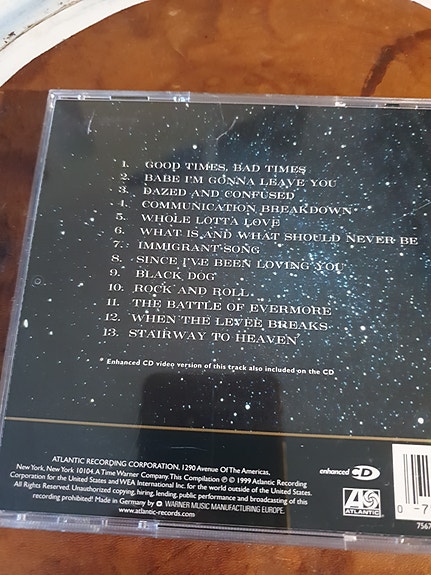 1. GOOD TIMES, BAD TIMES
2. BABE I'M GONNA LEAVE YOU
3. DAZED AND CONFUSED
4. COMMUNICATION BREAKDOWN*
5. WHOLE LOTTA LOVE
6. WHAT IS AND WHAT SHOULD NEVER BE
7. IMMIGRANT SONG
8. SINCE I'VE BEEN LOVING YOU
9. BLACK DOG
10. ROCK AND ROLL
11. THE BATTLE OF EVERMORE
12. WHEN THE LEVEE BREAKS
13. STAIRWAY TO HEAVEN
* Enhanced CD video version of this track also included on the CD
ATLANTIC RECORDING CORPORATION, 1290 Avenue Of The Americas,
New York, New York 10104. A Time Warner Company. This Compilation ℗ © 1999 Atlantic Recording
Corporation for the United States and WEA International Inc. for the world outside of the United States.
All Rights Reserved. Unauthorized copying, hiring, lending, public performance and broadcasting of this
recording prohibited! Made in Germany by WARNER MUSIC MANUFACTURING EUROPE.
www.atlantic-records.com
enhanced CD
ATLANTIC
0 -7
7567